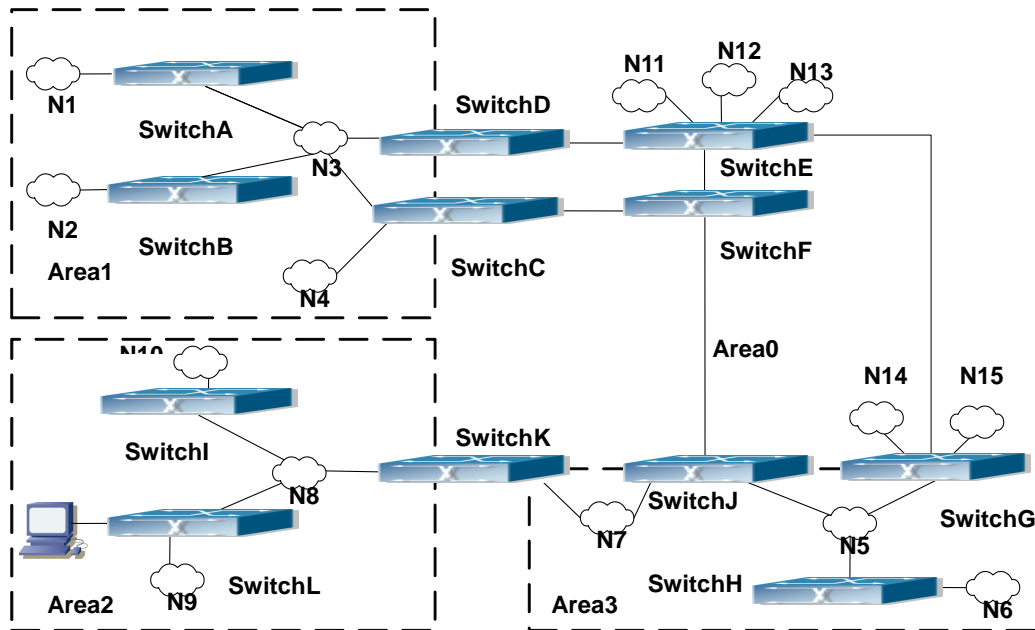 N11
N12
N13
N1
SwitchA
SwitchD
N3
SwitchE
N2
SwitchB
SwitchC
SwitchF
Area1
N4
Area0
N10
N14
N15
SwitchI
SwitchK
N8
SwitchJ
SwitchG
N7
N5
N9
SwitchL
SwitchH
Area2
Area3
N6